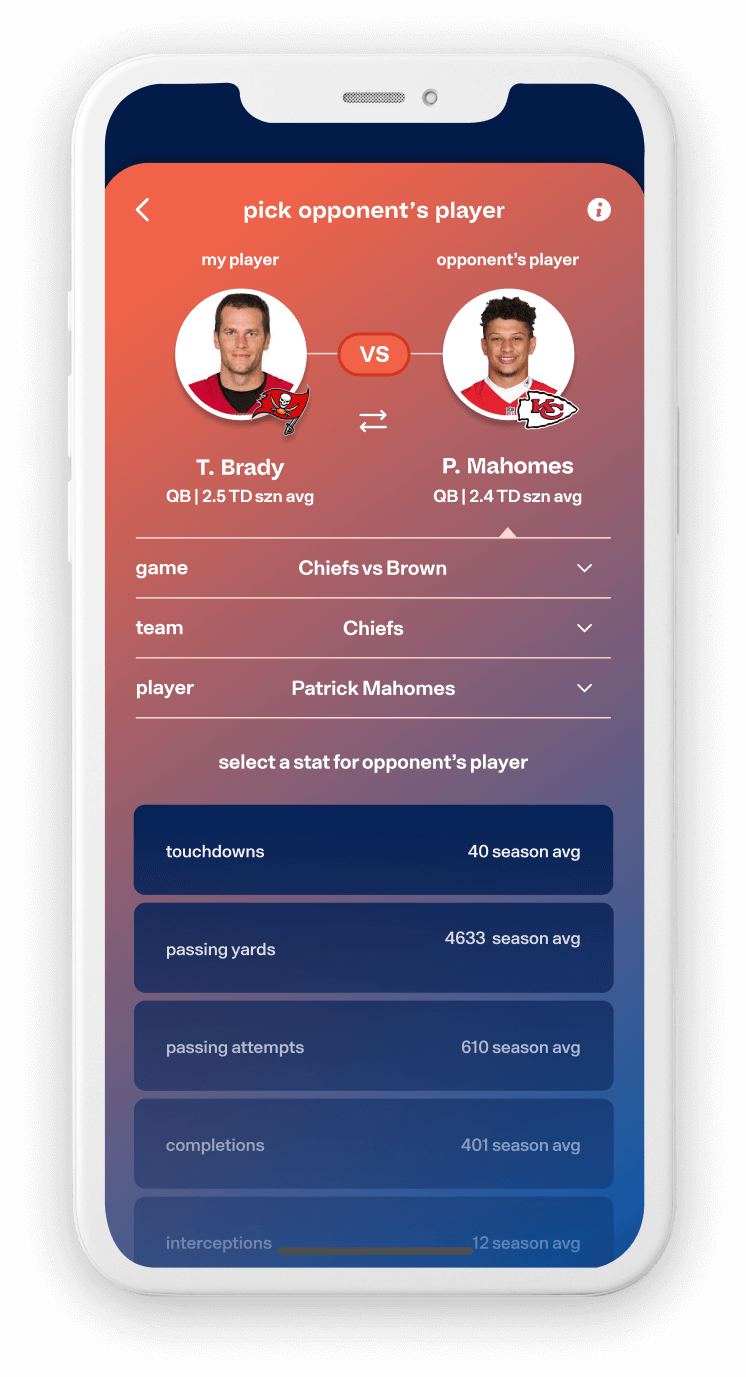 pick opponent's player
my player
opponent's player
VS
KC
T. Brady
P. Mahomes
QB | 2.5 TD szn avg
QB | 2.4 TD szn avg
game Chiefs vs Brown
team Chiefs
player Patrick Mahomes
select a stat for opponent's player
touchdowns 40 season avg
passing yards 4633 season avg
passing attempts 610 season avg
completions 401 season avg
interceptions 12 season avg